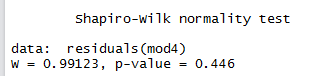 Shapiro-Wilk normality test
data:  residuals(mod4)
W = 0.99123, p-value = 0.446